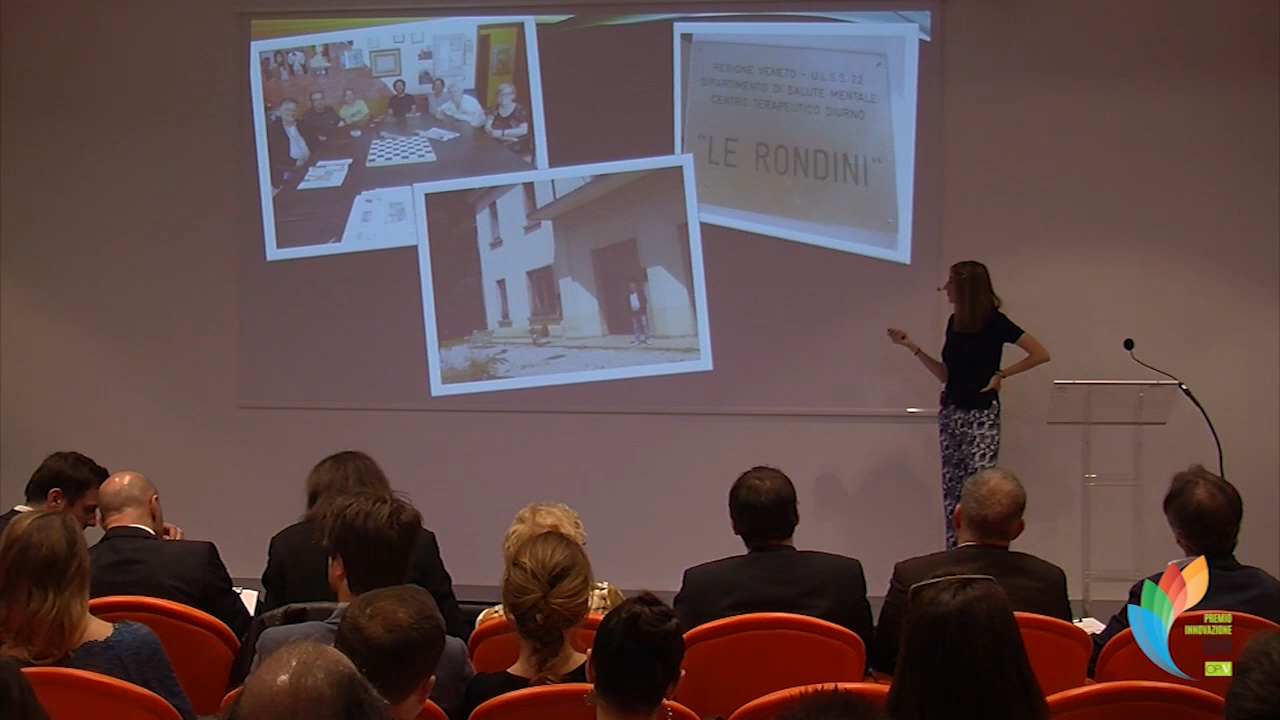 REGIONE VENETO - U.L.S.S. 22
DIPARTIMENTO DI SALUTE MENTALE
CENTRO TERAPEUTICO DIURNO
"LE RONDINI"
PREMIO
INNOVAZIONE